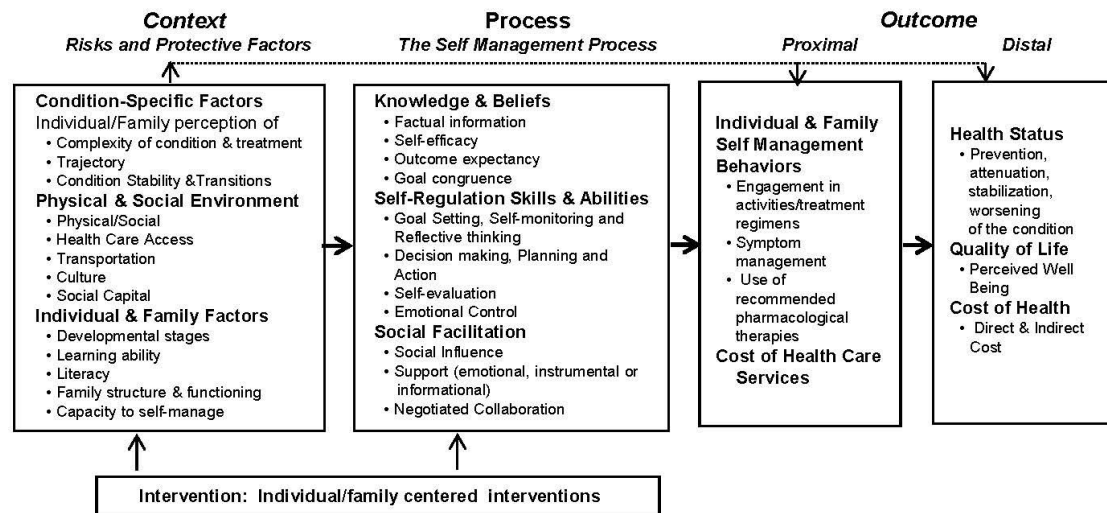 Context
Process
Outcome
Risks and Protective Factors
The Self Management Process
Proximal
Distal
Condition-Specific Factors
Individual/Family perception of
• Complexity of condition & treatment
• Trajectory
• Condition Stability &Transitions
Physical & Social Environment
• Physical/Social
• Health Care Access
• Transportation
• Culture
• Social Capital
Individual & Family Factors
• Developmental stages
• Learning ability
• Literacy
• Family structure & functioning
• Capacity to self-manage
Knowledge & Beliefs
• Factual information
• Self-efficacy
• Outcome expectancy
• Goal congruence
Self-Regulation Skills & Abilities
• Goal Setting, Self-monitoring and
Reflective thinking
• Decision making, Planning and
Action
• Self-evaluation
• Emotional Control
Social Facilitation
• Social Influence
• Support (emotional, instrumental or
informational)
• Negotiated Collaboration
Individual & Family
Self Management
Behaviors
• Engagement in
activities/treatment
regimens
• Symptom
management
• Use of
recommended
pharmacological
therapies
Cost of Health Care
Services
Health Status
• Prevention,
attenuation,
stabilization,
worsening
of the condition
Quality of Life
• Perceived Well
Being
Cost of Health
• Direct & Indirect
Cost
Intervention: Individual/family centered interventions